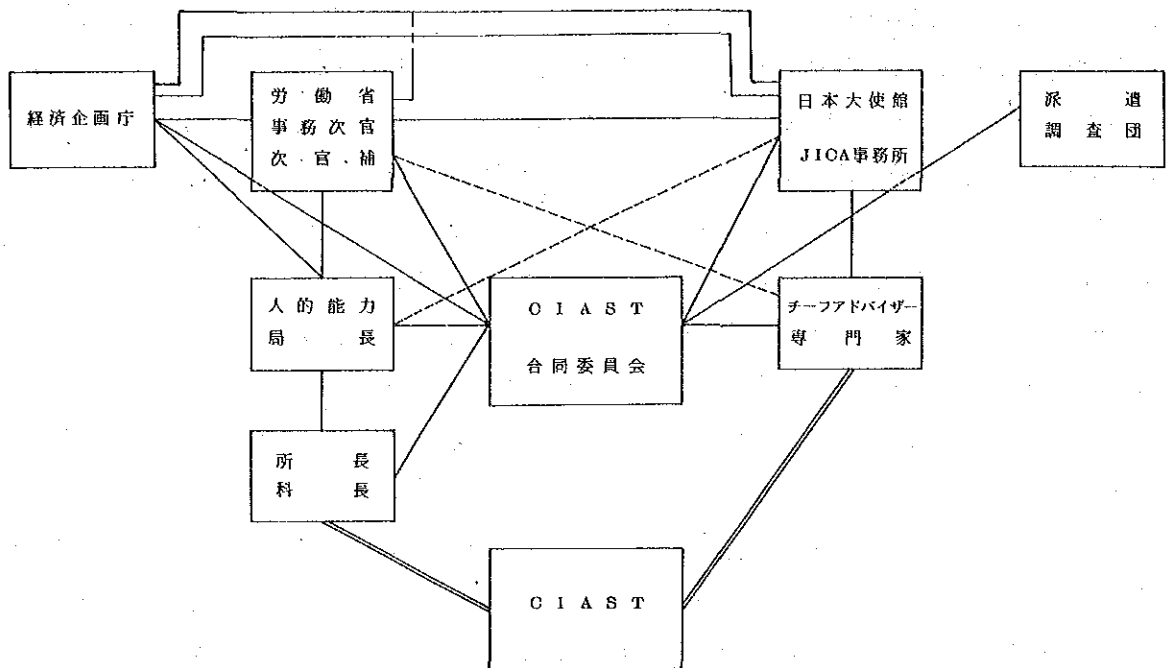 経済企画庁
労働省
事務次官
次官補
日本大使館
JICA事務所
派遣
調査団
人的能力
局長
CIAST
合同委員会
チーフアドバイザー
専門家
所長
科長
CIAST